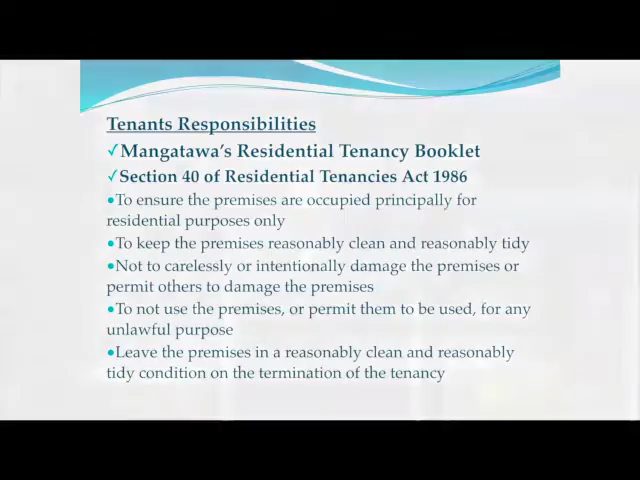 Tenants Responsibilities
✓Mangatawa's Residential Tenancy Booklet
✓Section 40 of Residential Tenancies Act 1986
•To ensure the premises are occupied principally for
residential purposes only
•To keep the premises reasonably clean and reasonably tidy
•Not to carelessly or intentionally damage the premises or
permit others to damage the premises
•To not use the premises, or permit them to be used, for any
unlawful purpose
•Leave the premises in a reasonably clean and reasonably
tidy condition on the termination of the tenancy